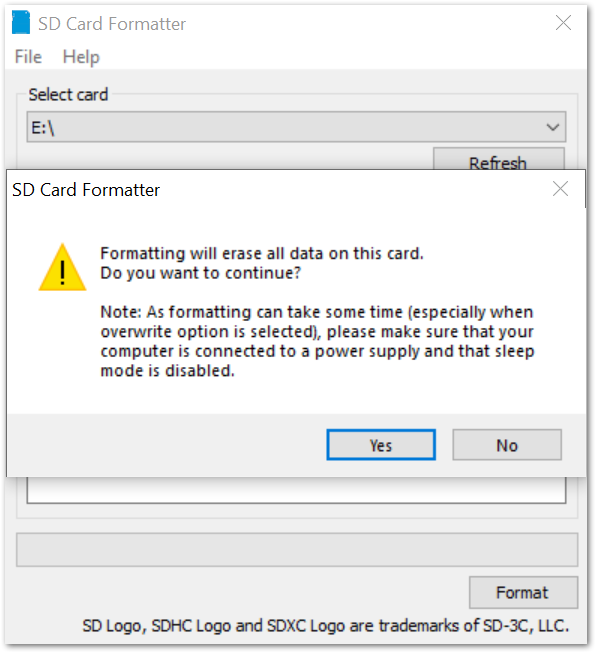 SD Card Formatter
File Help
Select card
E:\
Refresh
SD Card Formatter
!
Formatting will erase all data on this card.
Do you want to continue?
Note: As formatting can take some time (especially when
overwrite option is selected), please make sure that your
computer is connected to a power supply and that sleep
mode is disabled.
Yes No
Format
SD Logo, SDHC Logo and SDXC Logo are trademarks of SD-3C, LLC.